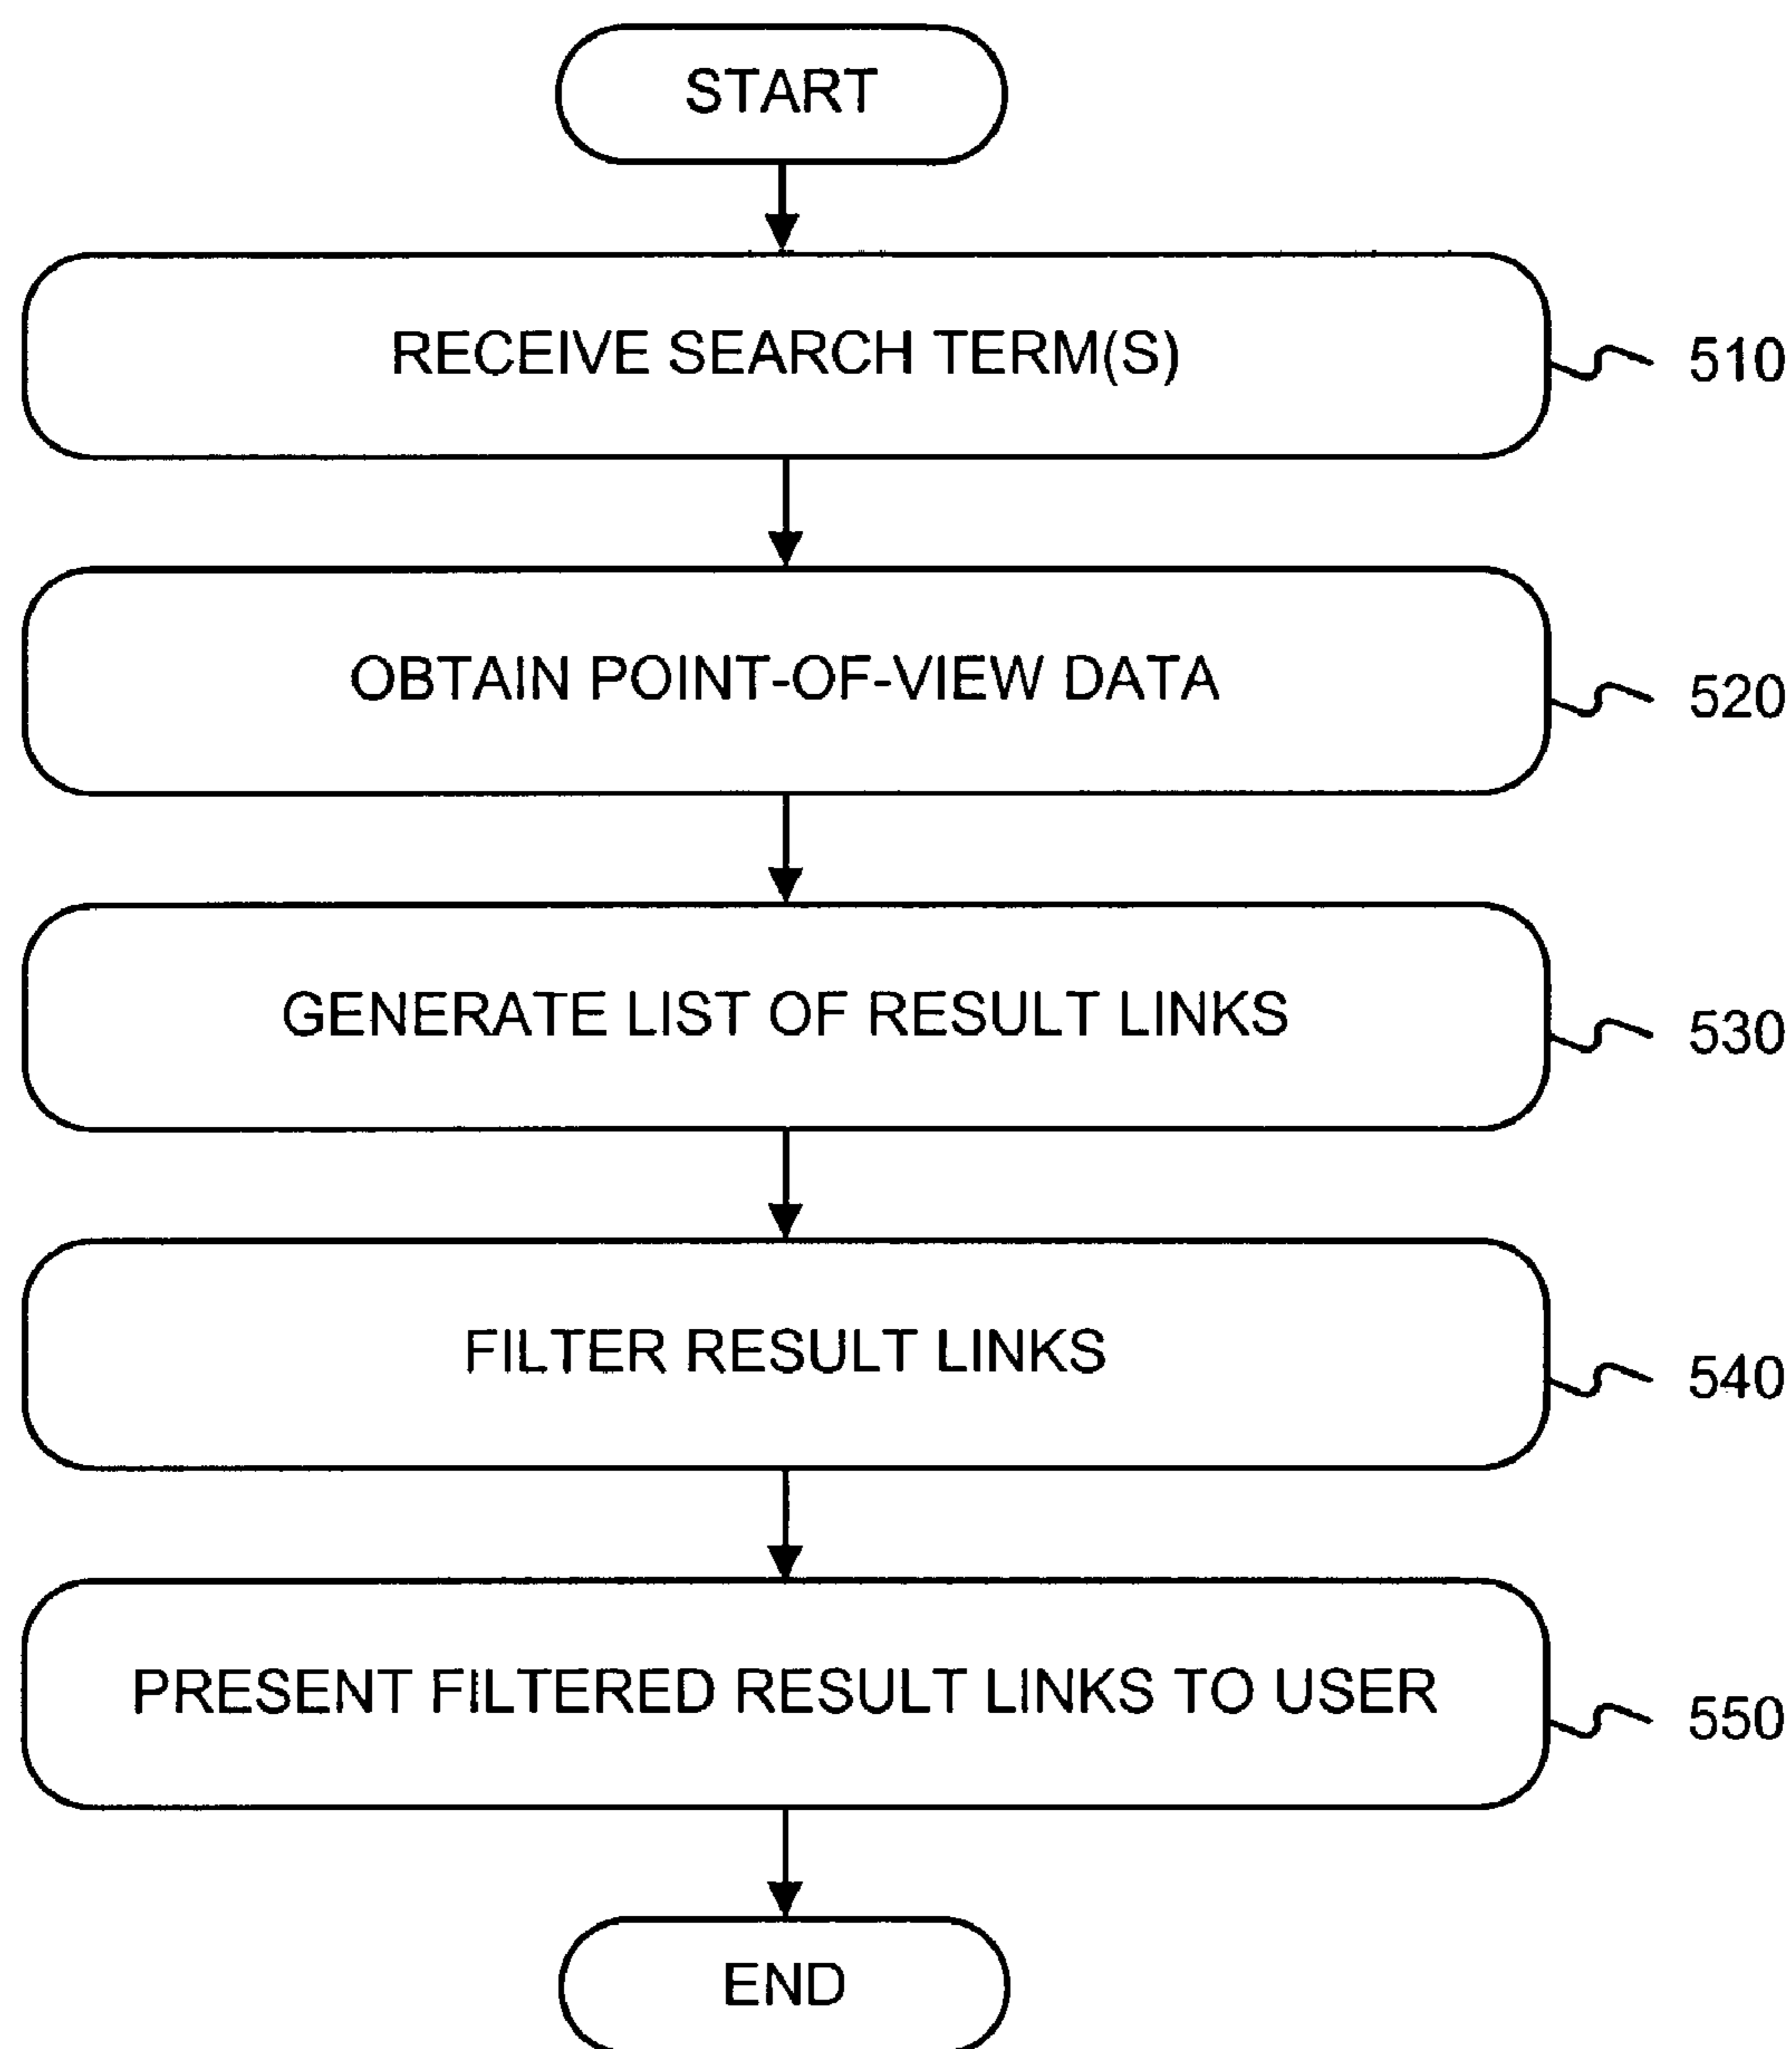 START
RECEIVE SEARCH TERM(S)
510
OBTAIN POINT-OF-VIEW DATA
520
GENERATE LIST OF RESULT LINKS
530
FILTER RESULT LINKS
540
PRESENT FILTERED RESULT LINKS TO USER
550
END